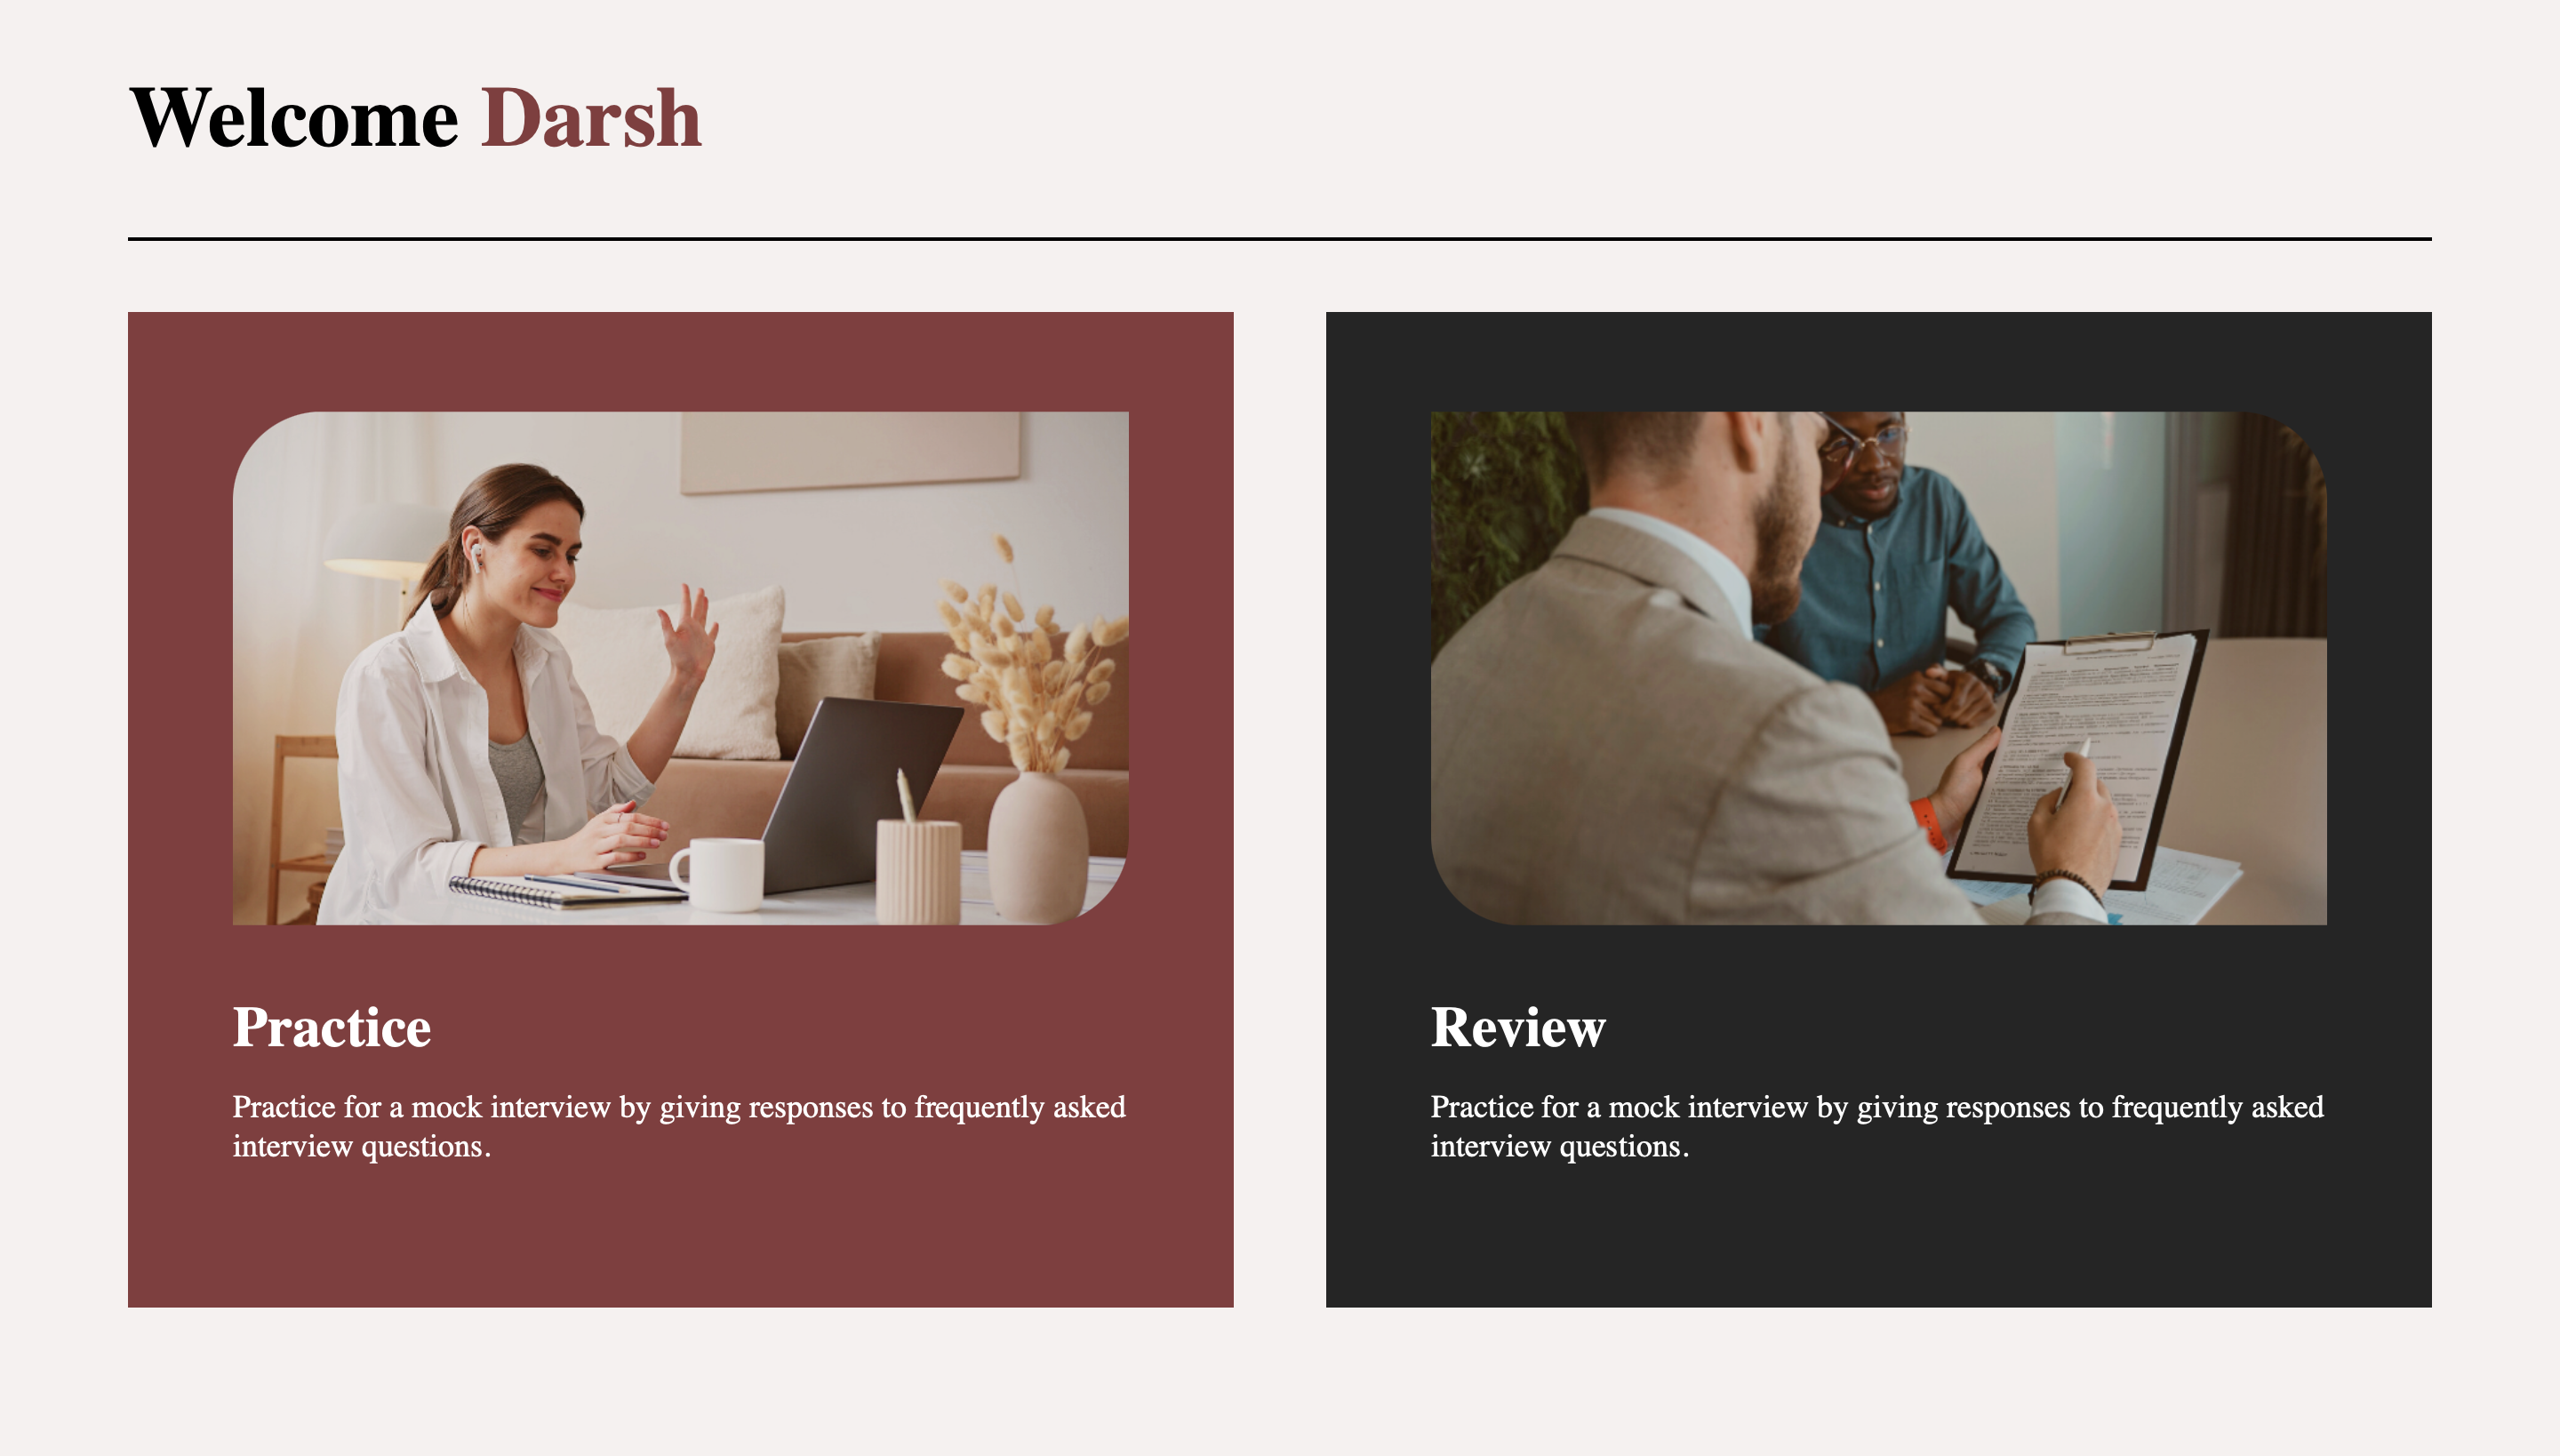 Welcome Darsh
Practice
Practice for a mock interview by giving responses to frequently asked
interview questions.
Review
Practice for a mock interview by giving responses to frequently asked
interview questions.